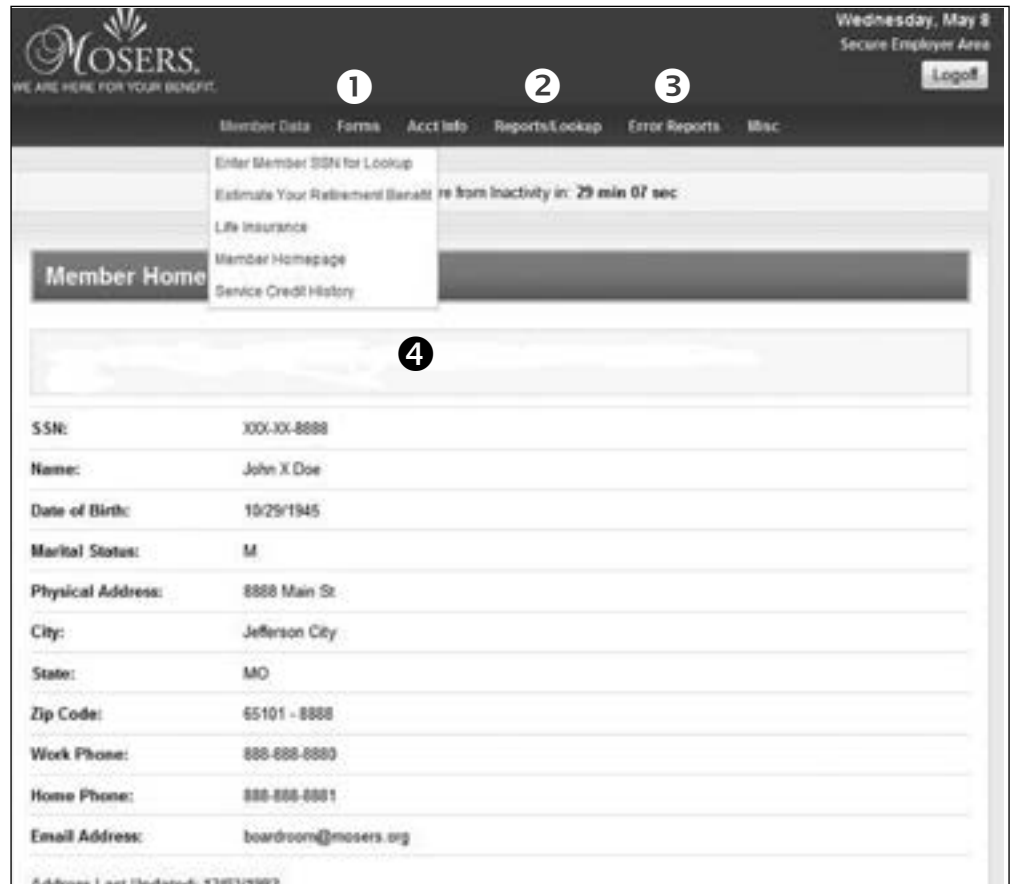 Wednesday, May 8
MOSERS.
Secure Employer Area
WE ARE HERE FOR YOUR BENEFIT.
Logoff
1 2 3
Member Data Forms Acct Info Reports/Lookup Error Reports Misc
Enter Member SSN for Lookup
Estimate Your Retirement Benefit re from Inactivity in: 29 min 07 sec
Life Insurance
Member Homepage
Member Home
Service Credit History
4
SSN: XXX-XX-8888
Name: John X Doe
Date of Birth: 10/29/1945
Marital Status: M
Physical Address: 8888 Main St
City: Jefferson City
State: MO
Zip Code: 65101 - 8888
Work Phone: 888-888-8880
Home Phone: 888-888-8881
Email Address: boardroom@mosers.org
Address Last Updated: